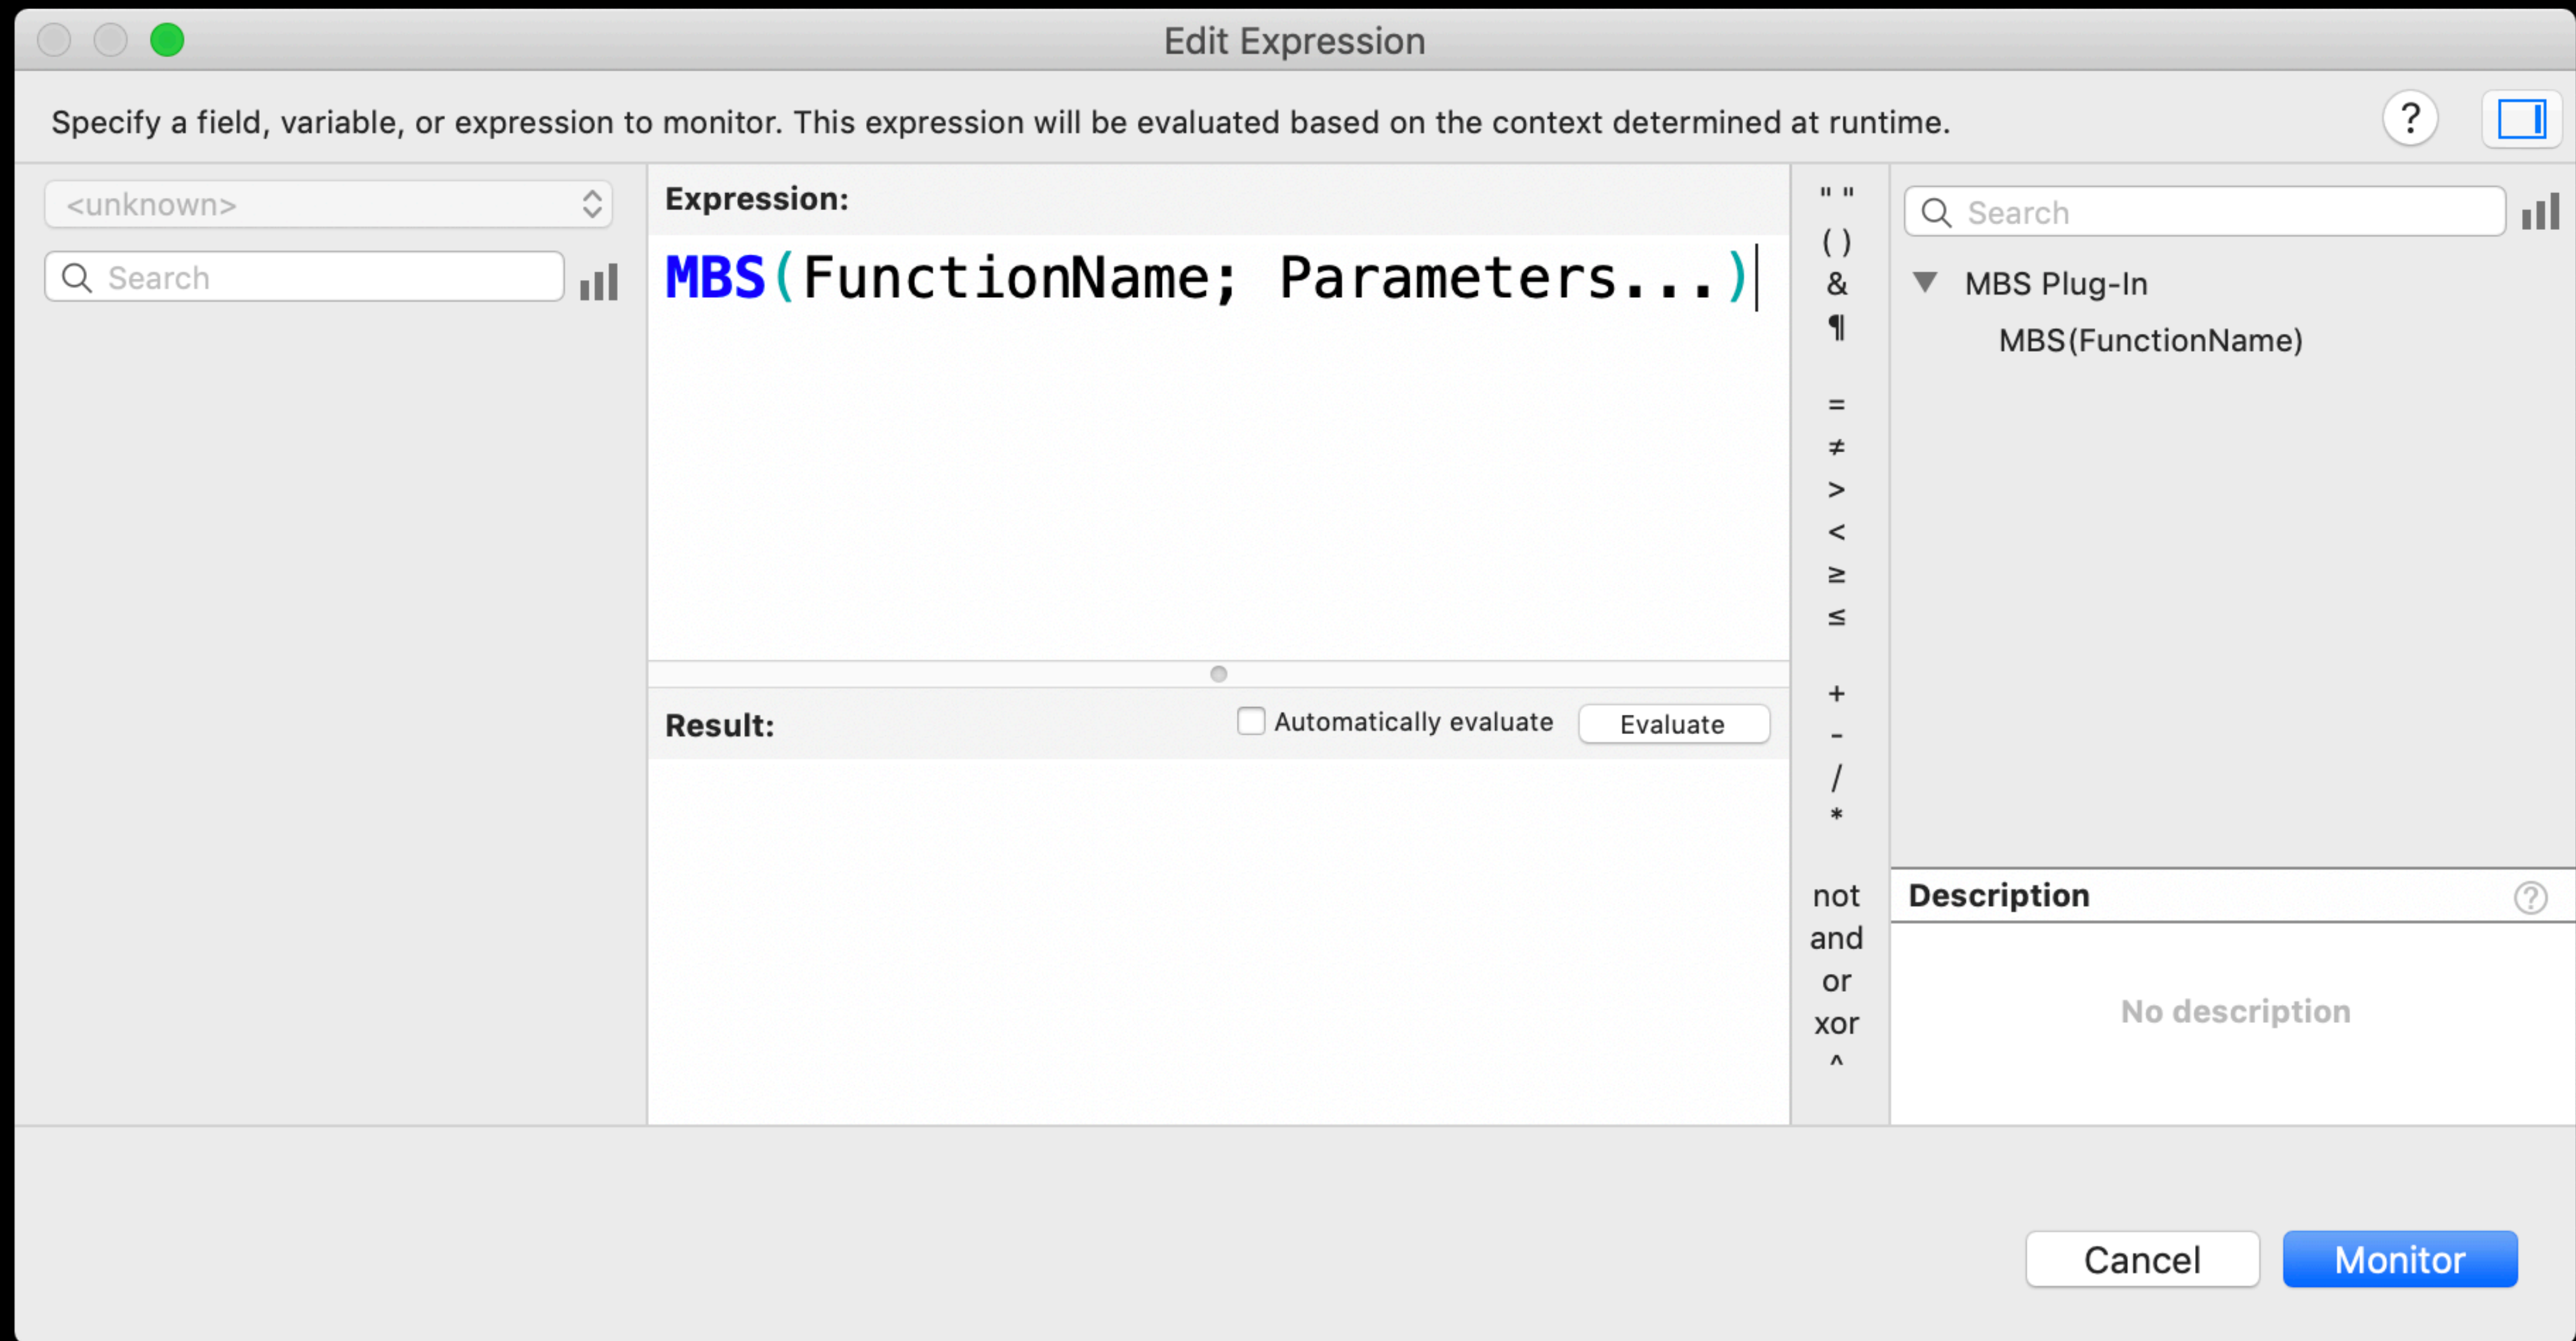 Edit Expression
Specify a field, variable, or expression to monitor. This expression will be evaluated based on the context determined at runtime.
?
<unknown>
Search
Expression:
MBS(FunctionName; Parameters...)
Result:
Automatically evaluate
Evaluate
" "
( )
&
¶
=
≠
>
<
≥
≤
+
-
/
*
not
and
or
xor
^
Search
MBS Plug-In
MBS(FunctionName)
Description
?
No description
Cancel
Monitor